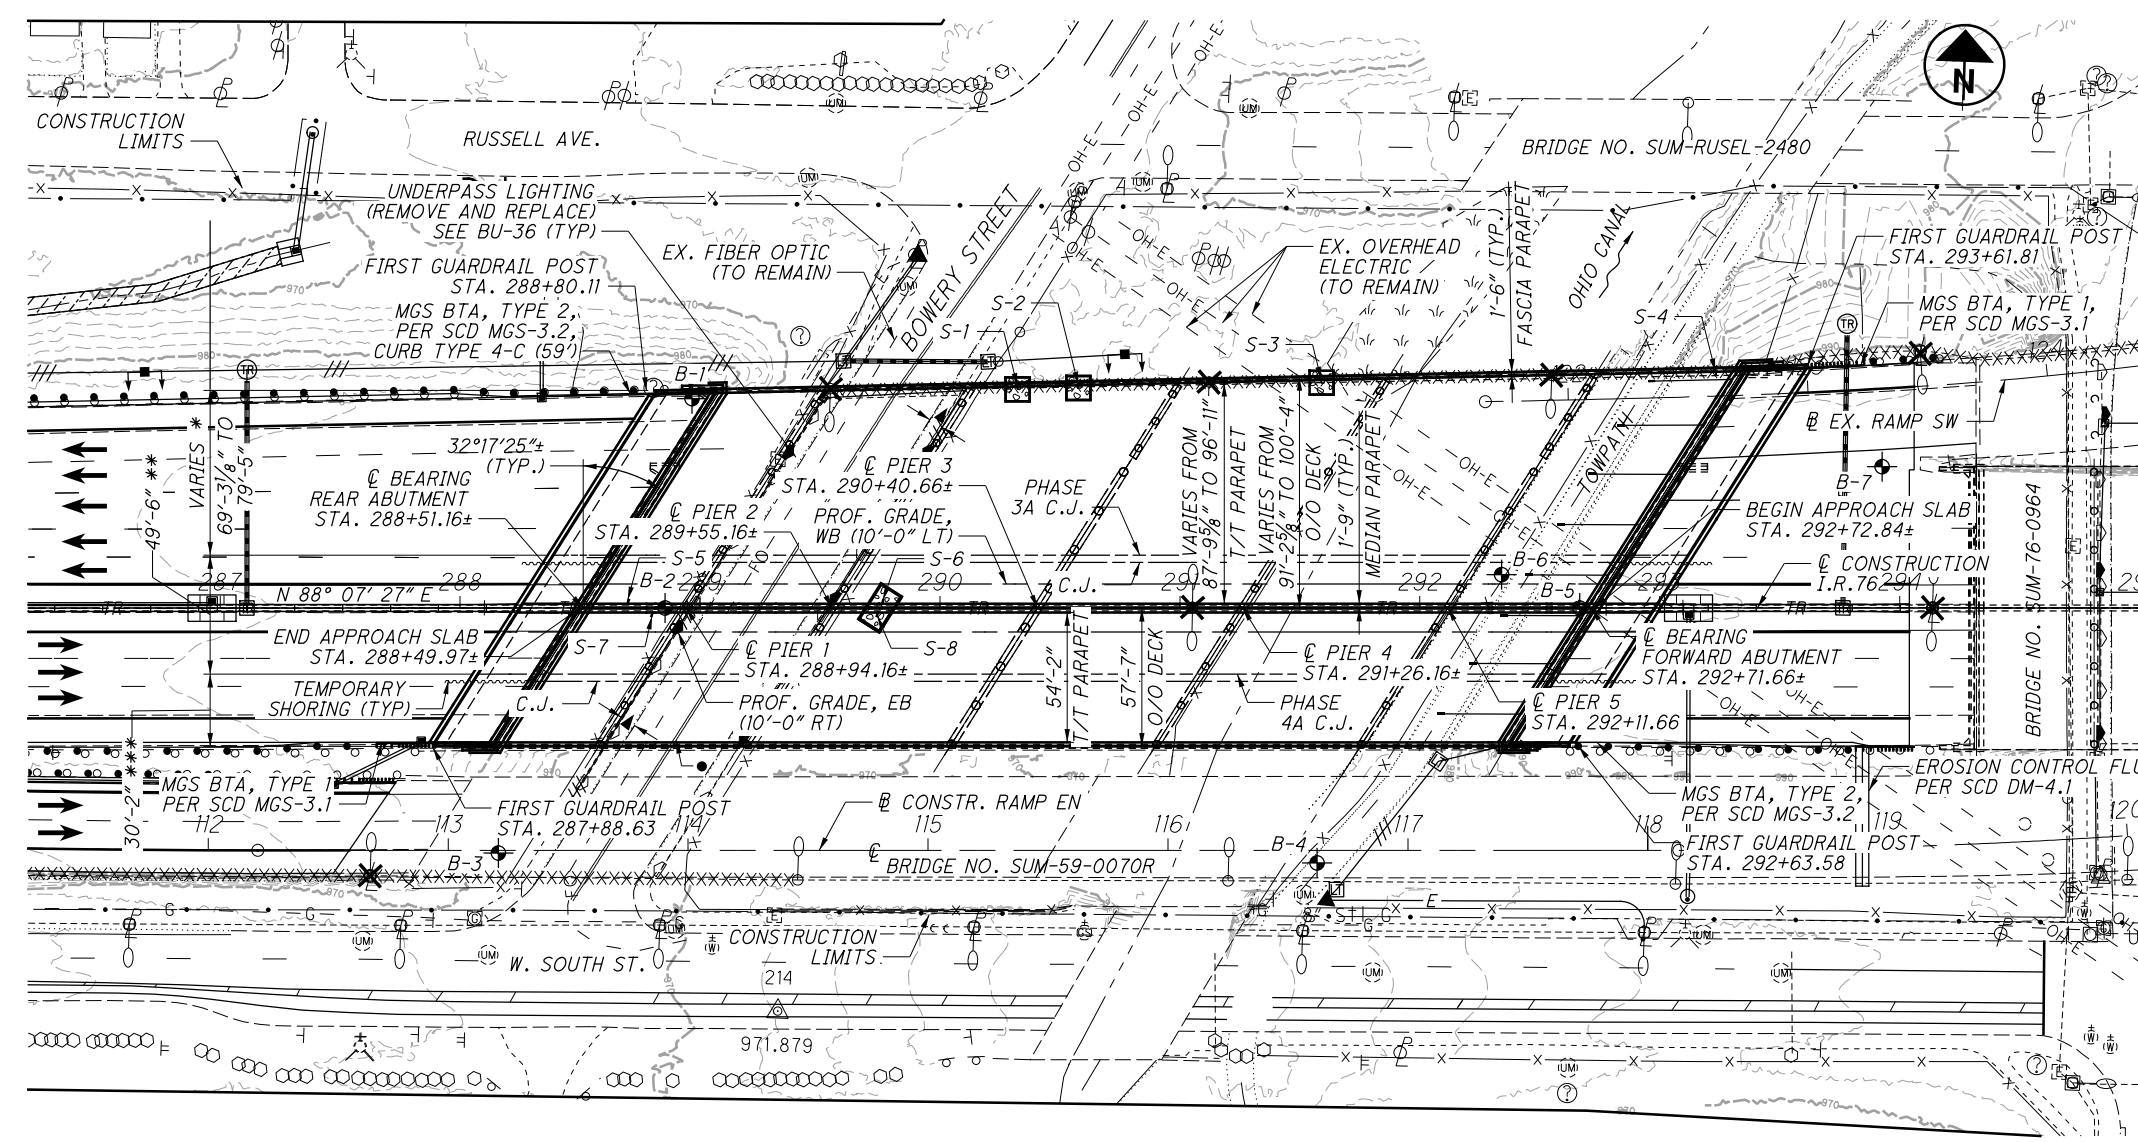 N
CONSTRUCTION
LIMITS
RUSSELL AVE.
BRIDGE NO. SUM-RUSEL-2480
UNDERPASS LIGHTING
(REMOVE AND REPLACE)
SEE BU-36 (TYP)
EX. FIBER OPTIC
(TO REMAIN)
BOWERY STREET
EX. OVERHEAD
ELECTRIC
(TO REMAIN)
1'-6" (TYP.)
FASCIA PARAPET
OHIO CANAL
FIRST GUARDRAIL POST
STA. 293+61.81
FIRST GUARDRAIL POST
STA. 288+80.11
MGS BTA, TYPE 2,
PER SCD MGS-3.2,
CURB TYPE 4-C (59')
S-1
S-2
S-3
S-4
MGS BTA, TYPE 1,
PER SCD MGS-3.1
TR
TR
B-1
℄ EX. RAMP SW
VARIES *
69'-3⅛" TO
79'-5"
49'-6" **
32°17'25"±
(TYP.)
℄ BEARING
REAR ABUTMENT
STA. 288+51.16±
℄ PIER 3
STA. 290+40.66±
℄ PIER 2
STA. 289+55.16±
PROF. GRADE,
WB (10'-0" LT)
PHASE
3A C.J.
VARIES FROM
87'-9⅝" TO 96'-11"
T/T PARAPET
VARIES FROM
91'-2⅝" TO 100'-4"
O/O DECK
1'-9" (TYP.)
MEDIAN PARAPET
TOWPATH
B-7
BEGIN APPROACH SLAB
STA. 292+72.84±
℄ CONSTRUCTION
I.R.76
BRIDGE NO. SUM-76-0964
S-5
S-6
B-2
B-6
B-5
C.J.
287
288
289
290
291
292
293
294
N 88° 07' 27" E
END APPROACH SLAB
STA. 288+49.97±
S-7
S-8
℄ PIER 1
STA. 288+94.16±
54'-2"
T/T PARAPET
57'-7"
O/O DECK
℄ PIER 4
STA. 291+26.16±
℄ BEARING
FORWARD ABUTMENT
STA. 292+71.66±
TEMPORARY
SHORING (TYP)
C.J.
PROF. GRADE, EB
(10'-0" RT)
PHASE
4A C.J.
℄ PIER 5
STA. 292+11.66
30'-2" ***
MGS BTA, TYPE 1
PER SCD MGS-3.1
FIRST GUARDRAIL POST
STA. 287+88.63
℄ CONSTR. RAMP EN
MGS BTA, TYPE 2,
PER SCD MGS-3.2
EROSION CONTROL FLU
PER SCD DM-4.1
112
113
114
115
116
117
118
119
120
FIRST GUARDRAIL POST
STA. 292+63.58
B-3
B-4
℄ BRIDGE NO. SUM-59-0070R
CONSTRUCTION
LIMITS
W. SOUTH ST.
214
971.879